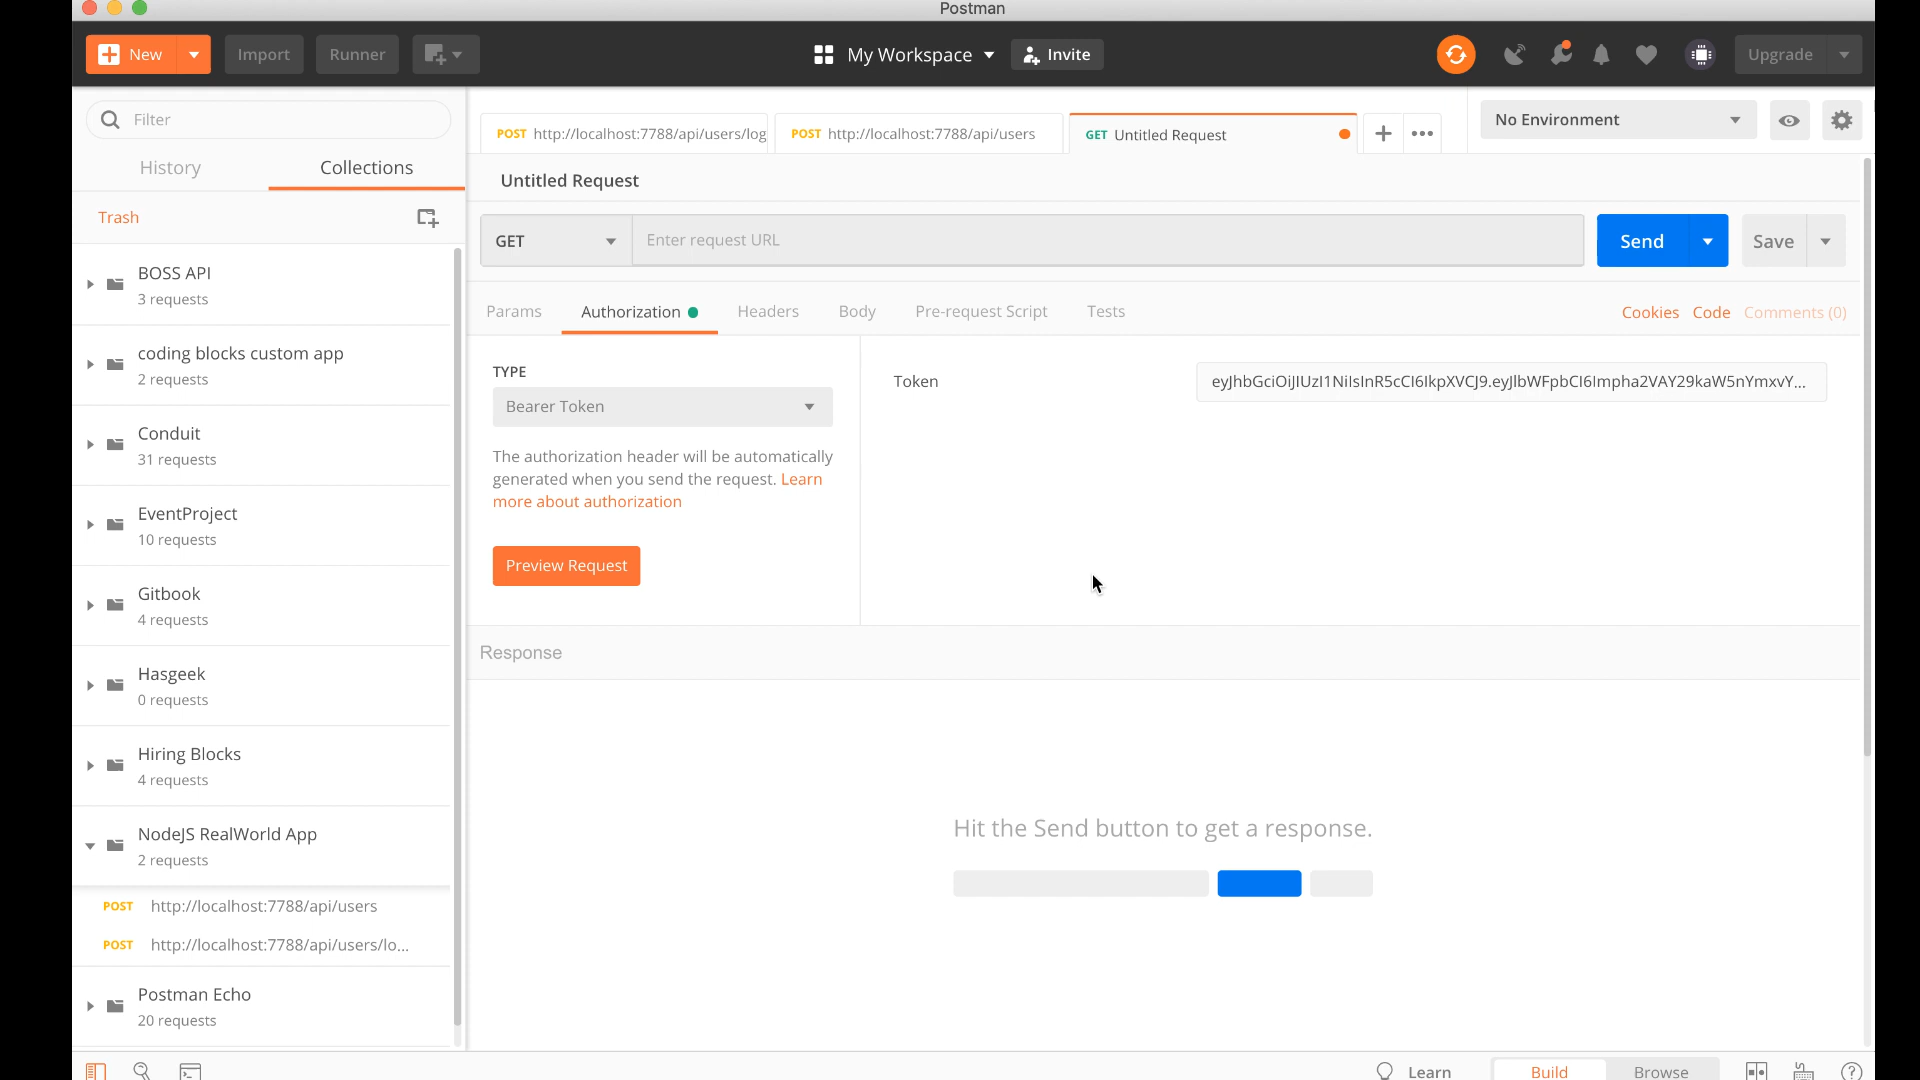 Postman
New
Import
Runner
My Workspace
Invite
Upgrade
Filter
History
Collections
Trash
BOSS API
3 requests
coding blocks custom app
2 requests
Conduit
31 requests
EventProject
10 requests
Gitbook
4 requests
Hasgeek
0 requests
Hiring Blocks
4 requests
NodeJS RealWorld App
2 requests
POST http://localhost:7788/api/users
POST http://localhost:7788/api/users/lo...
Postman Echo
20 requests
POST http://localhost:7788/api/users/log
POST http://localhost:7788/api/users
GET Untitled Request
No Environment
Untitled Request
GET
Enter request URL
Send
Save
Params
Authorization
Headers
Body
Pre-request Script
Tests
Cookies
Code
Comments (0)
TYPE
Bearer Token
The authorization header will be automatically
generated when you send the request. Learn
more about authorization
Preview Request
Token
eyJhbGciOiJIUzI1NiIsInR5cCI6IkpXVCJ9.eyJlbWFpbCI6Impha2VAY29kaW5nYmxvY...
Response
Hit the Send button to get a response.
Learn
Build
Browse